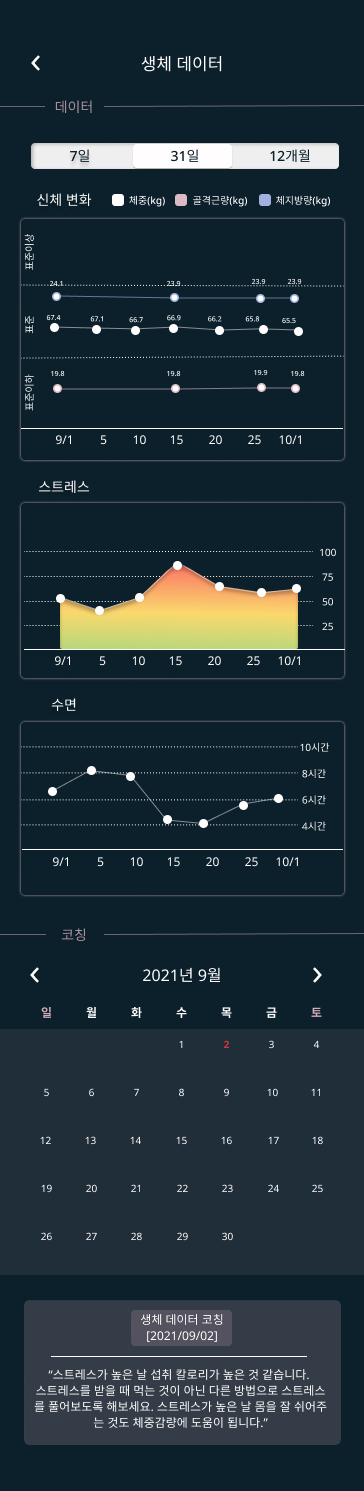 생체 데이터
데이터
7일 31일 12개월
신체 변화 체중(kg) 골격근량(kg) 체지방량(kg)
표준이상
24.1 23.9 23.9 23.9
표준
67.4 67.1 66.7 66.9 66.2 65.8 65.5
표준이하
19.8 19.8 19.9 19.8
9/1 5 10 15 20 25 10/1
스트레스
100
75
50
25
9/1 5 10 15 20 25 10/1
수면
10시간
8시간
6시간
4시간
9/1 5 10 15 20 25 10/1
코칭
2021년 9월
일 월 화 수 목 금 토
1 2 3 4
5 6 7 8 9 10 11
12 13 14 15 16 17 18
19 20 21 22 23 24 25
26 27 28 29 30
생체 데이터 코칭
[2021/09/02]
“스트레스가 높은 날 섭취 칼로리가 높은 것 같습니다.
스트레스를 받을 때 먹는 것이 아닌 다른 방법으로 스트레스
를 풀어보도록 해보세요. 스트레스가 높은 날 몸을 잘 쉬어주
는 것도 체중감량에 도움이 됩니다.”